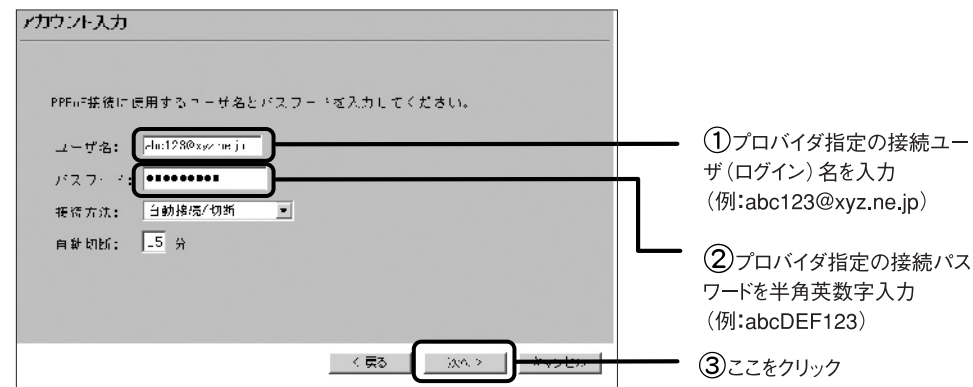 アカウント入力
PPPoE接続に使用するユーザ名とパスワードを入力してください。
ユーザ名:
abc123@xyz.ne.jp
パスワード:
●●●●●●●●●
接続方法:
自動接続/切断
自動切断:
分
< 戻る
次へ >
キャンセル
①プロバイダ指定の接続ユー
ザ(ログイン)名を入力
(例:abc123@xyz.ne.jp)
②プロバイダ指定の接続パス
ワードを半角英数字入力
(例:abcDEF123)
③ここをクリック